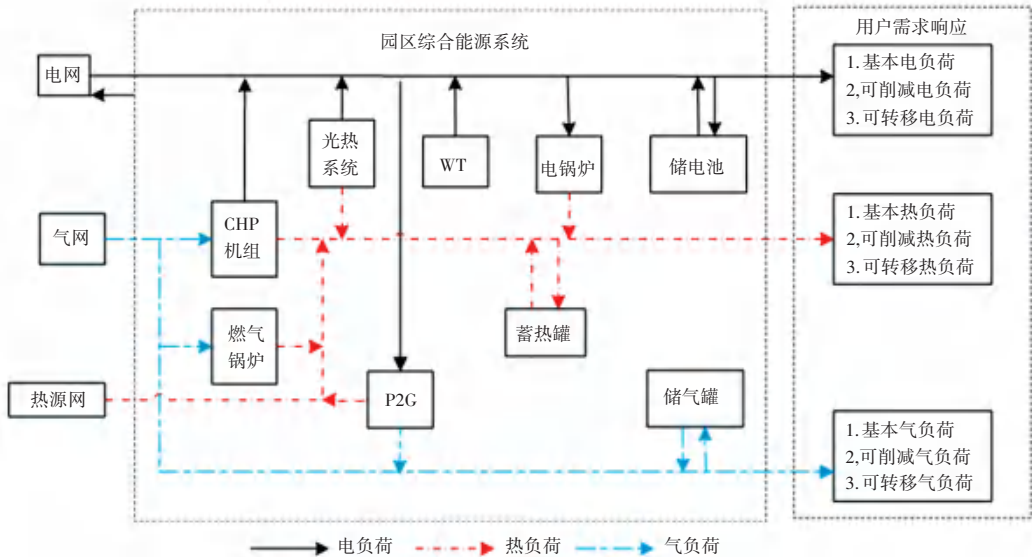 园区综合能源系统
用户需求响应
电网
1.基本电负荷
2,可削减电负荷
3.可转移电负荷
光热
系统
WT
电锅炉
储电池
气网
CHP
机组
1.基本热负荷
2,可削减热负荷
3.可转移热负荷
燃气
锅炉
蓄热罐
热源网
P2G
储气罐
1.基本气负荷
2,可削减气负荷
3.可转移气负荷
电负荷
热负荷
气负荷